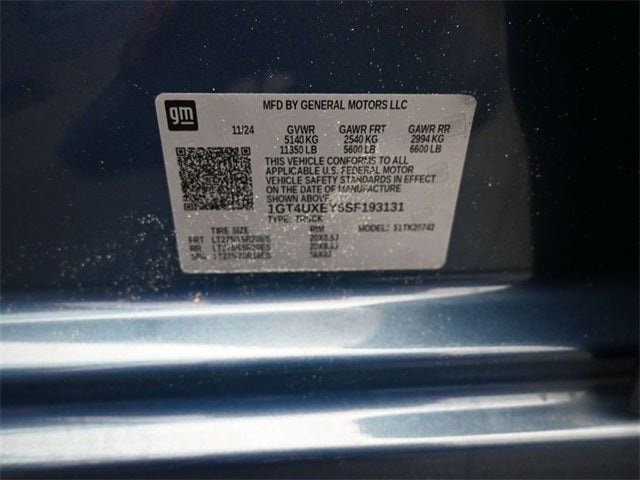 gm
MFD BY GENERAL MOTORS LLC
11/24 GVWR GAWR FRT GAWR RR
5140 KG 2540 KG 2994 KG
11350 LB 5600 LB 6600 LB
THIS VEHICLE CONFORMS TO ALL
APPLICABLE U.S. FEDERAL MOTOR
VEHICLE SAFETY STANDARDS IN EFFECT
ON THE DATE OF MANUFACTURE
SHOWN ABOVE.
1GT4UXEY5SF193131
TYPE: TRUCK MODEL:
TIRE SIZE RIM
FRT
RR
SPA